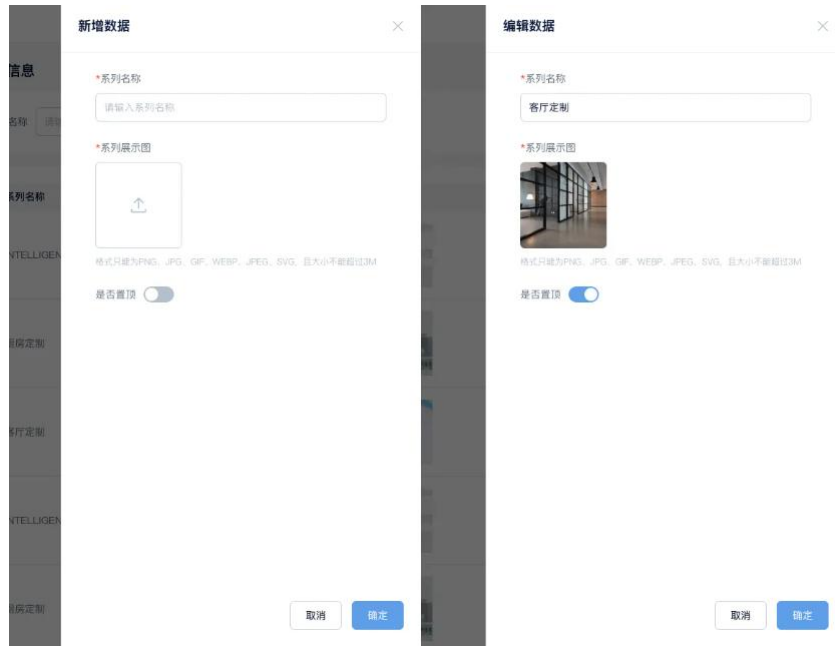 新增数据
*系列名称
请输入系列名称
*系列展示图
格式只能为PNG、JPG、GIF、WEBP、JPEG、SVG，且大小不能超过3M
是否置顶
取消
确定
编辑数据
*系列名称
客厅定制
*系列展示图
格式只能为PNG、JPG、GIF、WEBP、JPEG、SVG，且大小不能超过3M
是否置顶
取消
确定
信息
名称
系列名称
NTELLIGEN
房定制
客厅定制
NTELLIGEN
房定制